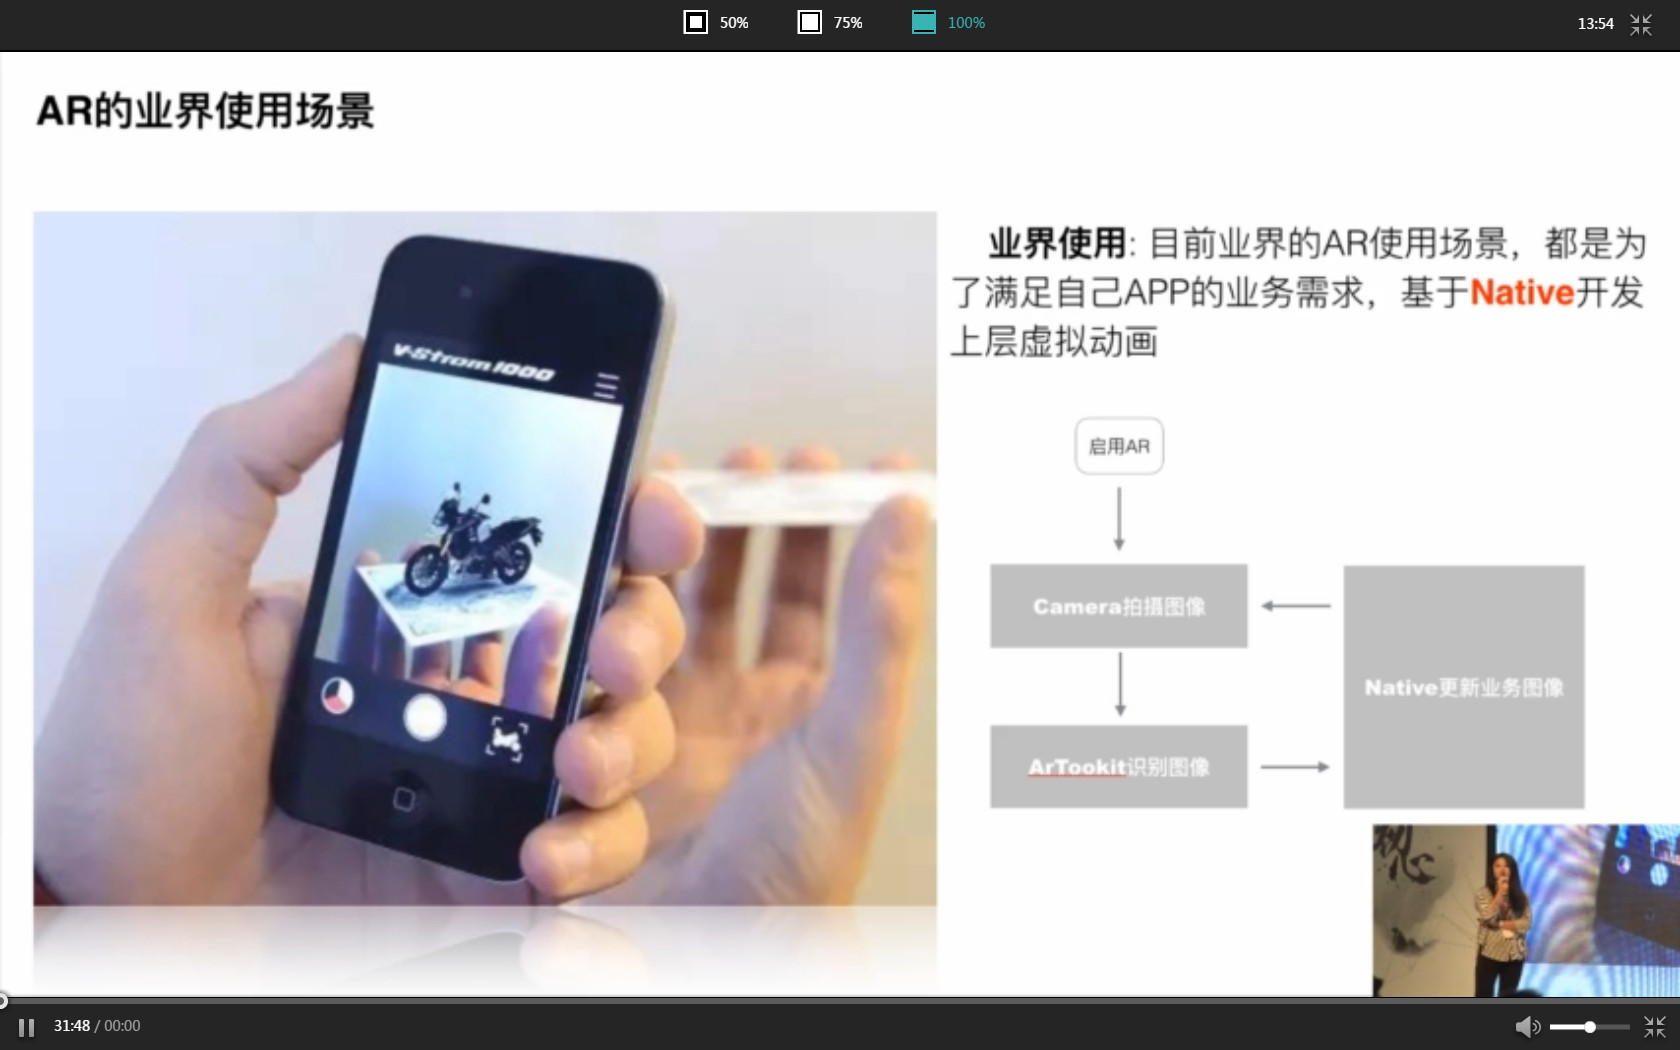 50%
75%
100%
13:54
AR的业界使用场景
V-Strom 1000
业界使用: 目前业界的AR使用场景，都是为
了满足自己APP的业务需求，基于Native开发
上层虚拟动画
启用AR
Camera拍摄图像
Native更新业务图像
ArTookit识别图像
31:48 / 00:00